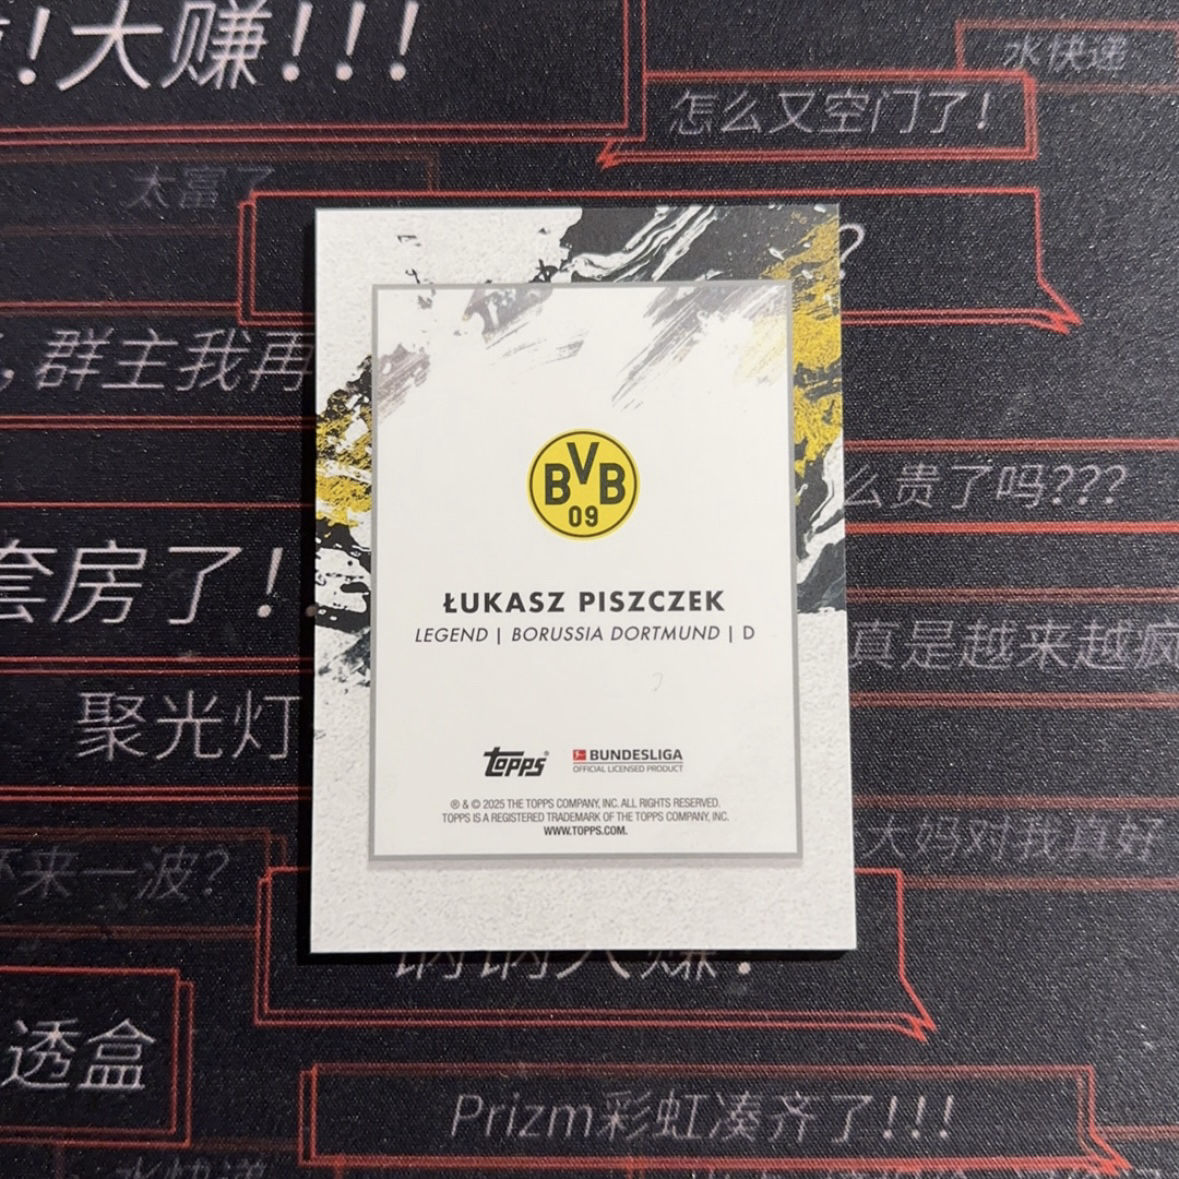 !大赚!!!
水快递
怎么又空门了!
太富了
?
,群主我再
么贵了吗???
套房了!
BVB
09
ŁUKASZ PISZCZEK
LEGEND | BORUSSIA DORTMUND | D
真是越来越疯
聚光灯
Topps®
BUNDESLIGA
OFFICIAL LICENSED PRODUCT
® & © 2025 THE TOPPS COMPANY, INC. ALL RIGHTS RESERVED.
TOPPS IS A REGISTERED TRADEMARK OF THE TOPPS COMPANY, INC.
WWW.TOPPS.COM.
大妈对我真好
来一波?
透盒
Prizm彩虹凑齐了!!!
水快递